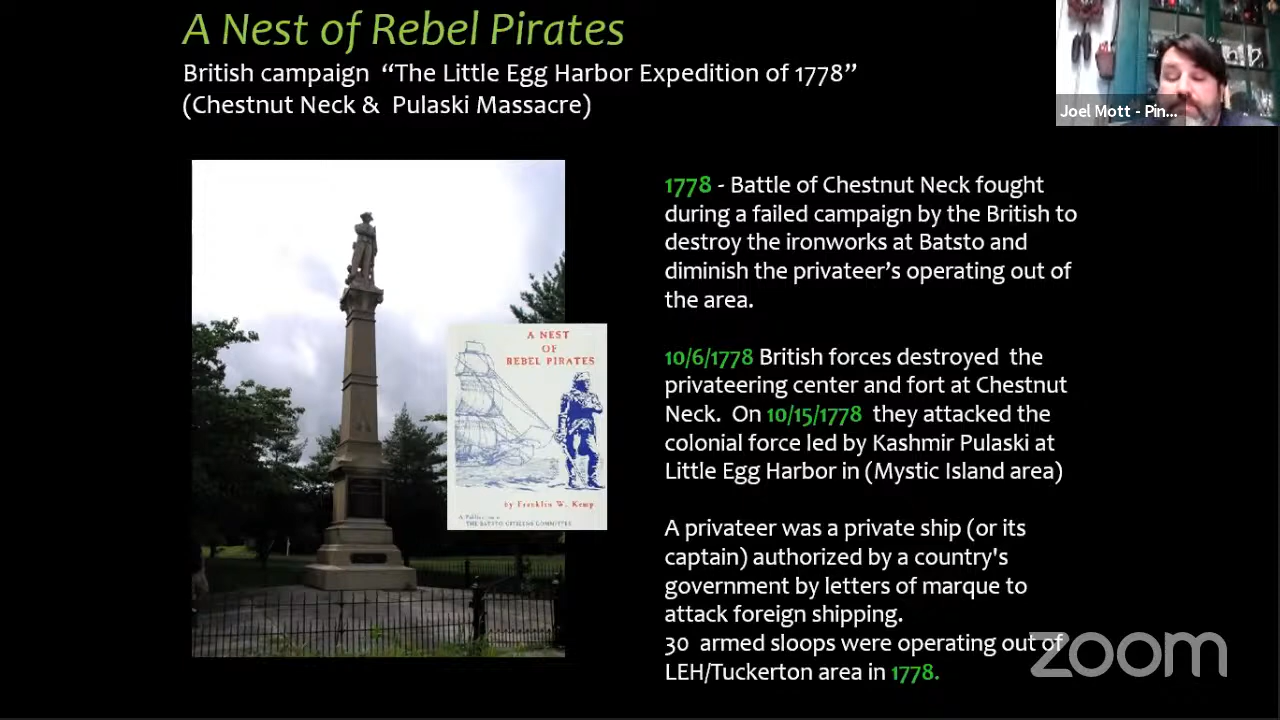 A Nest of Rebel Pirates
British campaign “The Little Egg Harbor Expedition of 1778”
(Chestnut Neck & Pulaski Massacre)
Joel Mott - Pin...
1778 - Battle of Chestnut Neck fought
during a failed campaign by the British to
destroy the ironworks at Batsto and
diminish the privateer’s operating out of
the area.
10/6/1778 British forces destroyed the
privateering center and fort at Chestnut
Neck. On 10/15/1778 they attacked the
colonial force led by Kashmir Pulaski at
Little Egg Harbor in (Mystic Island area)
A privateer was a private ship (or its
captain) authorized by a country's
government by letters of marque to
attack foreign shipping.
30 armed sloops were operating out of
LEH/Tuckerton area in 1778.
A NEST
OF
REBEL PIRATES
by Franklin W. Kemp
THE BATSTO CITIZENS COMMITTEE
zoom